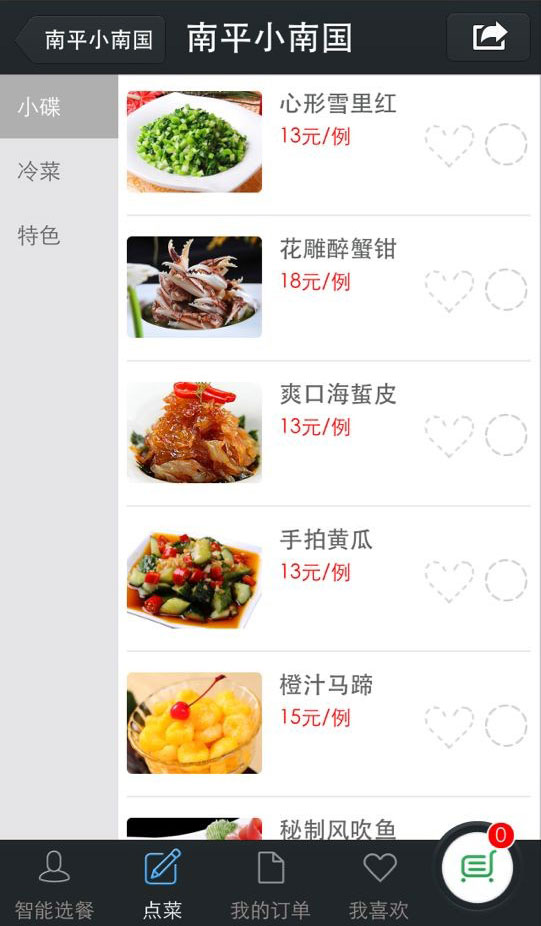 南平小南国
南平小南国
小碟
冷菜
特色
心形雪里红
13元/例
花雕醉蟹钳
18元/例
爽口海蜇皮
13元/例
手拍黄瓜
13元/例
橙汁马蹄
15元/例
秘制风吹鱼
0
智能选餐
点菜
我的订单
我喜欢